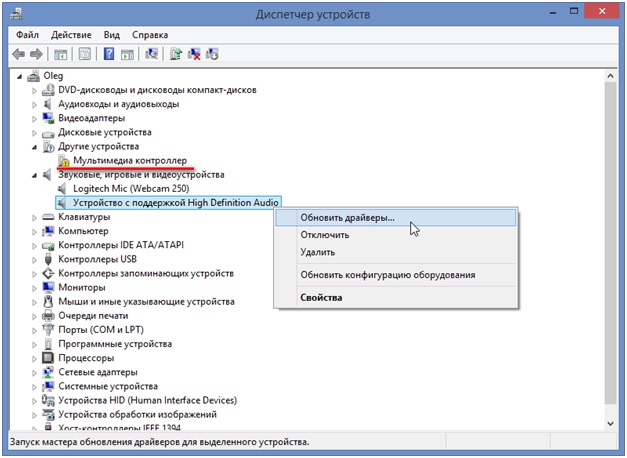 Диспетчер устройств
Файл Действие Вид Справка
Oleg
DVD-дисководы и дисководы компакт-дисков
Аудиовходы и аудиовыходы
Видеоадаптеры
Дисковые устройства
Другие устройства
Мультимедиа контроллер
Звуковые, игровые и видеоустройства
Logitech Mic (Webcam 250)
Устройство с поддержкой High Definition Audio
Клавиатуры
Обновить драйверы...
Компьютер
Отключить
Контроллеры IDE ATA/ATAPI
Удалить
Контроллеры USB
Контроллеры запоминающих устройств
Обновить конфигурацию оборудования
Мониторы
Мыши и иные указывающие устройства
Свойства
Очереди печати
Порты (COM и LPT)
Программные устройства
Процессоры
Сетевые адаптеры
Системные устройства
Устройства HID (Human Interface Devices)
Устройства обработки изображений
Хост-контроллеры IEEE 1394
Запуск мастера обновления драйверов для выделенного устройства.